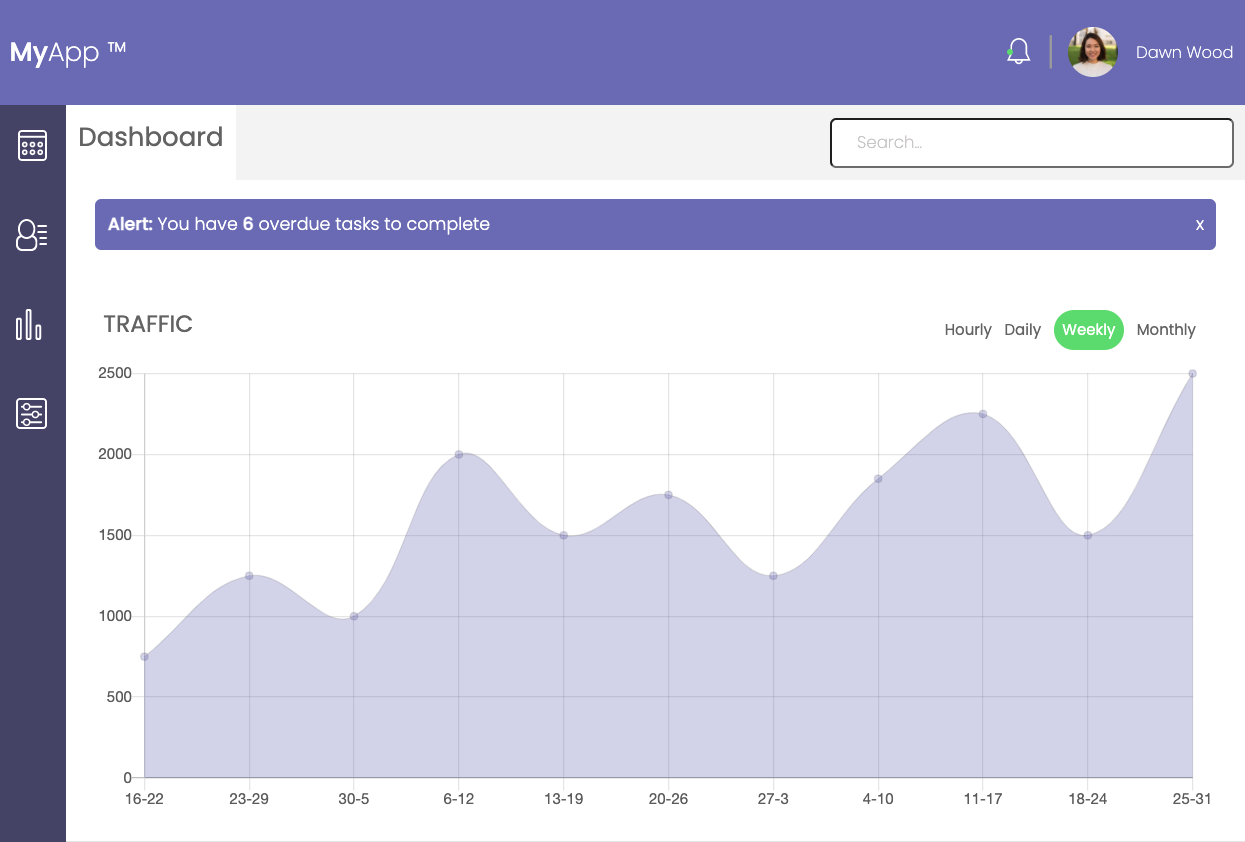 MyApp ™
Dawn Wood
Dashboard
Search...
Alert: You have 6 overdue tasks to complete
x
TRAFFIC
Hourly Daily Weekly Monthly
2500
2000
1500
1000
500
0
16-22 23-29 30-5 6-12 13-19 20-26 27-3 4-10 11-17 18-24 25-31